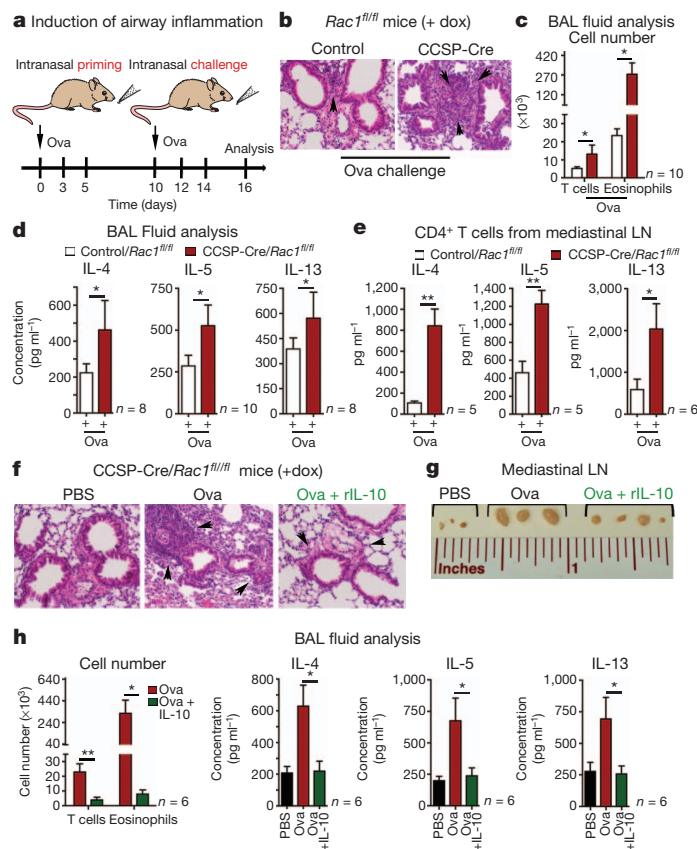 a Induction of airway inflammation
Intranasal priming Intranasal challenge
Ova Ova
Analysis
0 3 5 10 12 14 16
Time (days)
b Rac1fl/fl mice (+ dox)
Control CCSP-Cre
Ova challenge
c BAL fluid analysis
Cell number
(×10³)
420
270
120
30
20
10
0
* *
n = 10
T cells Eosinophils
Ova
d BAL Fluid analysis
Control/Rac1fl/fl CCSP-Cre/Rac1fl/fl
IL-4 IL-5 IL-13
Concentration
(pg ml⁻¹)
600
400
200
0
*
n = 8
+ +
Ova
750
500
250
0
*
n = 10
+ +
Ova
750
600
450
300
150
0
*
n = 8
+ +
Ova
e CD4⁺ T cells from mediastinal LN
Control/Rac1fl/fl CCSP-Cre/Rac1fl/fl
IL-4 IL-5 IL-13
pg ml⁻¹
1,200
1,000
800
600
400
200
0
**
n = 5
+ +
Ova
pg ml⁻¹
1,400
1,200
1,000
800
600
400
200
0
**
n = 5
+ +
Ova
pg ml⁻¹
3,000
2,000
1,000
0
*
n = 6
+ +
Ova
f CCSP-Cre/Rac1fl//fl mice (+dox)
PBS Ova Ova + rIL-10
g Mediastinal LN
PBS Ova Ova + rIL-10
Inches 1
h BAL fluid analysis
Cell number
Cell number (×10³)
640
440
240
40
40
20
0
Ova
Ova +
IL-10
** *
n = 6
T cells Eosinophils
IL-4
Concentration
(pg ml⁻¹)
800
600
400
200
0
*
n = 6
PBS Ova Ova
+IL-10
IL-5
Concentration
(pg ml⁻¹)
1,000
750
500
250
0
*
n = 6
PBS Ova Ova
+IL-10
IL-13
Concentration
(pg ml⁻¹)
1,000
750
500
250
0
*
n = 6
PBS Ova Ova
+IL-10